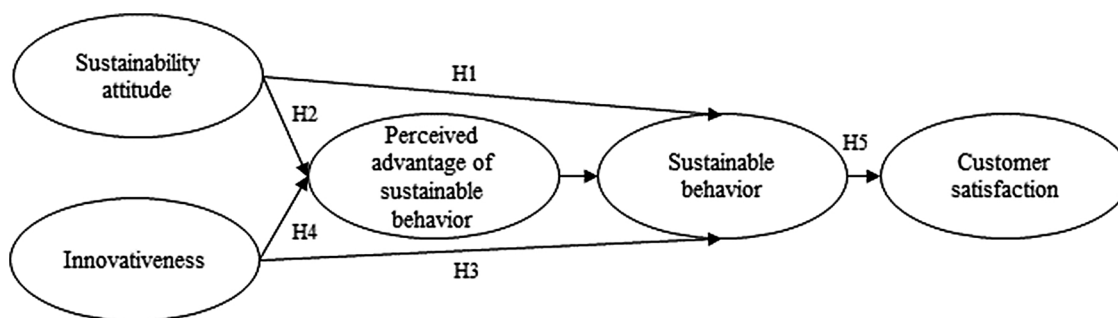 Sustainability
attitude
H1
H2
Perceived
advantage of
sustainable
behavior
Sustainable
behavior
H5
Customer
satisfaction
H4
Innovativeness
H3